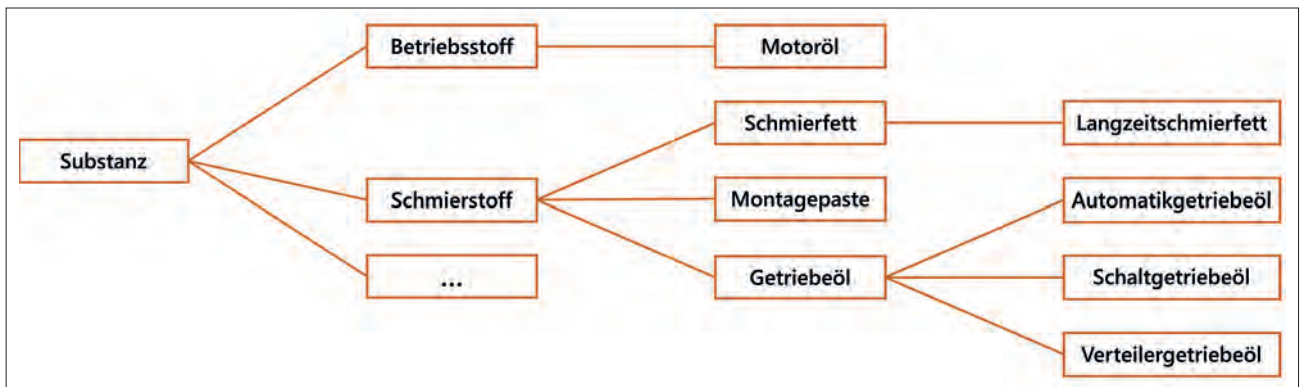 Substanz
Betriebsstoff
Motoröl
Schmierstoff
Schmierfett
Langzeitschmierfett
Montagepaste
Getriebeöl
Automatikgetriebeöl
Schaltgetriebeöl
Verteilergetriebeöl
...